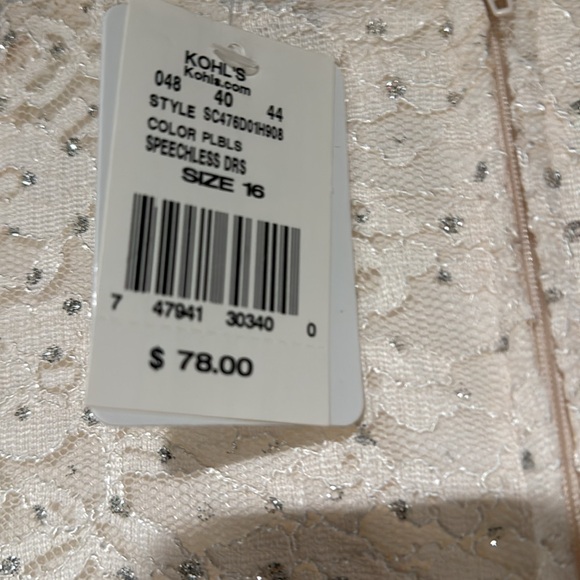 KOHL'S
Kohls.com
048 40 44
STYLE SC476D01H908
COLOR PLBLS
SPEECHLESS DRS
SIZE 16
7 47941 30340 0
$ 78.00